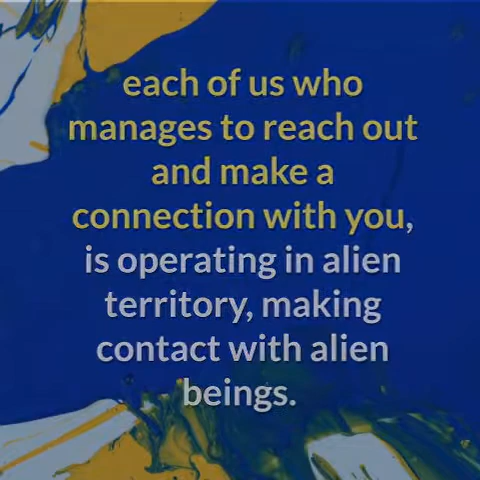 each of us who
manages to reach out
and make a
connection with you,
is operating in alien
territory, making
contact with alien
beings.